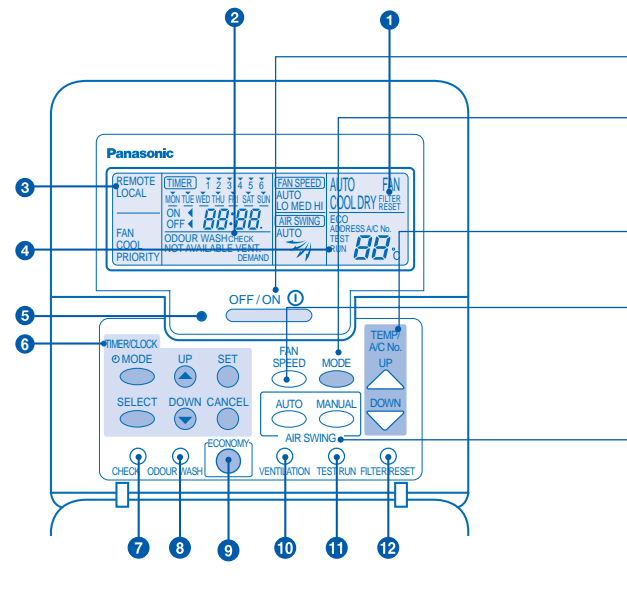 2
1
Panasonic
3
REMOTE
LOCAL
FAN
COOL
PRIORITY
TIMER 1 2 3 4 5 6
MON TUE WED THU FRI SAT SUN
ON 88:88.
OFF
ODOUR WASH CHECK
NOT AVAILABLE VENT.
DEMAND
FAN SPEED
AUTO
LO MED HI
AIR SWING
AUTO
AUTO FAN
COOL DRY FILTER
RESET
ECO
ADDRESS A/C No.
TEST
RUN 88°C
4
OFF / ON
5
6
TIMER/CLOCK
MODE UP SET
SELECT DOWN CANCEL
FAN
SPEED
MODE
AUTO MANUAL
AIR SWING
TEMP/
A/C No.
UP
DOWN
ECONOMY
CHECK ODOUR WASH VENTILATION TEST RUN FILTER RESET
7 8 9 10 11 12